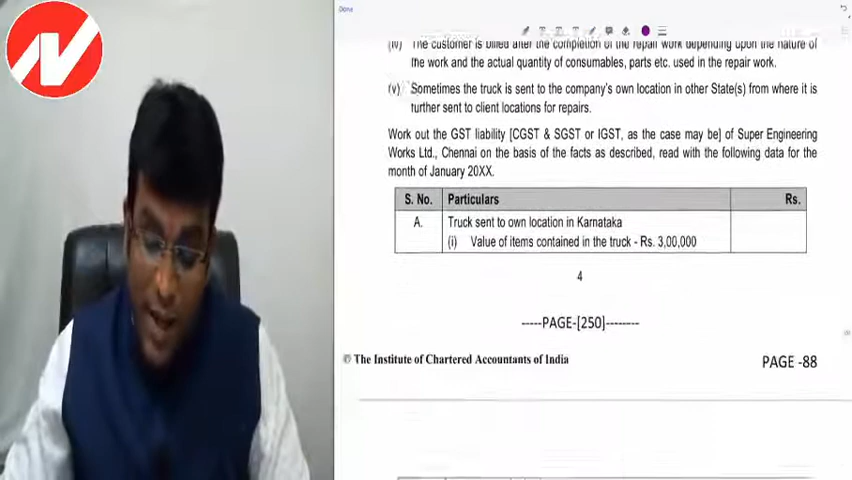 Done
(iv) The customer is billed after the completion of the repair work depending upon the nature of
the work and the actual quantity of consumables, parts etc. used in the repair work.
(v) Sometimes the truck is sent to the company's own location in other State(s) from where it is
further sent to client locations for repairs.
Work out the GST liability [CGST & SGST or IGST, as the case may be] of Super Engineering
Works Ltd., Chennai on the basis of the facts as described, read with the following data for the
month of January 20XX.
S. No. Particulars Rs.
A. Truck sent to own location in Karnataka
(i) Value of items contained in the truck - Rs. 3,00,000
4
-----PAGE-[250]--------
© The Institute of Chartered Accountants of India
PAGE -88